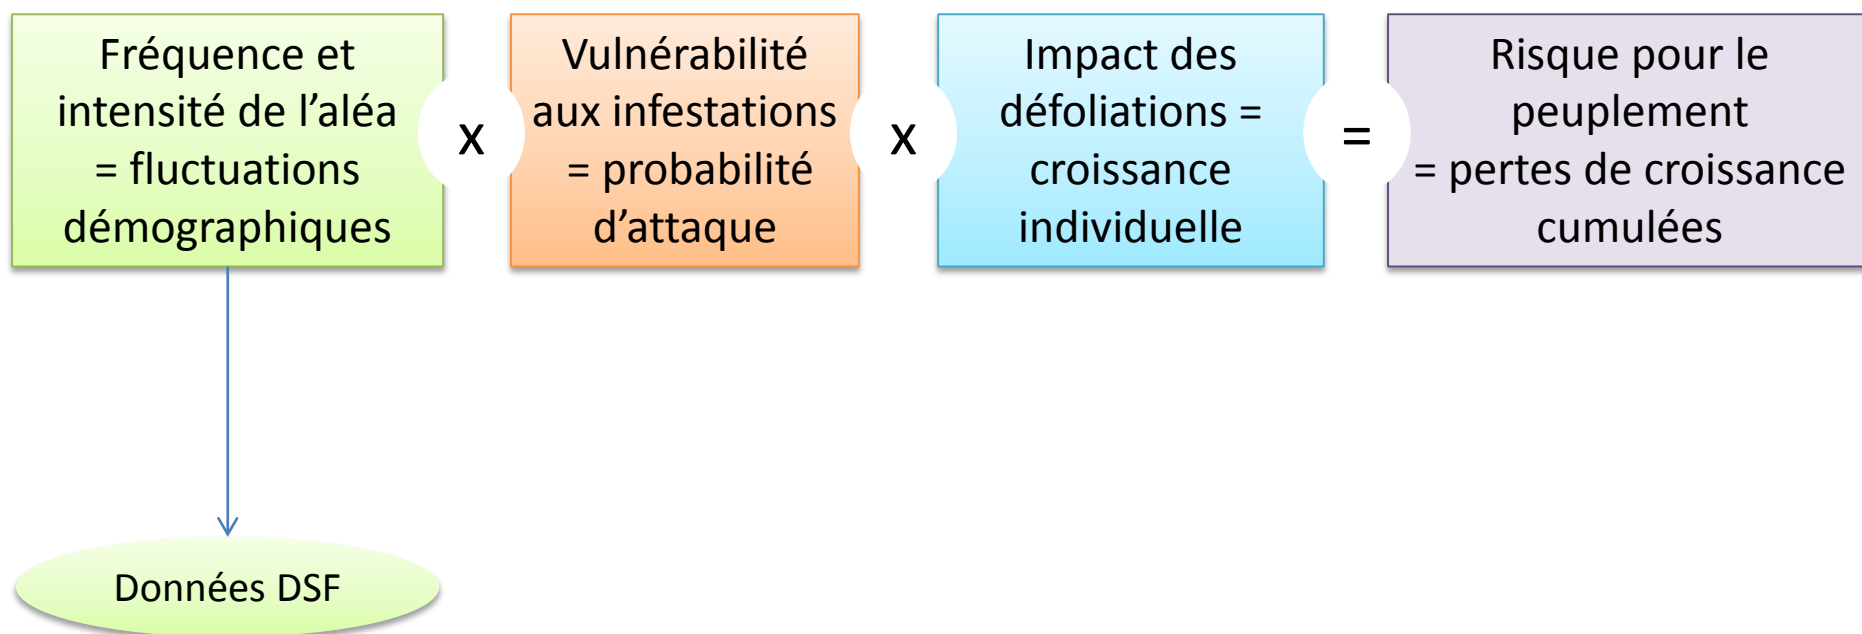 Fréquence et
intensité de l’aléa
= fluctuations
démographiques
x
Vulnérabilité
aux infestations
= probabilité
d’attaque
x
Impact des
défoliations =
croissance
individuelle
=
Risque pour le
peuplement
= pertes de croissance
cumulées
Données DSF